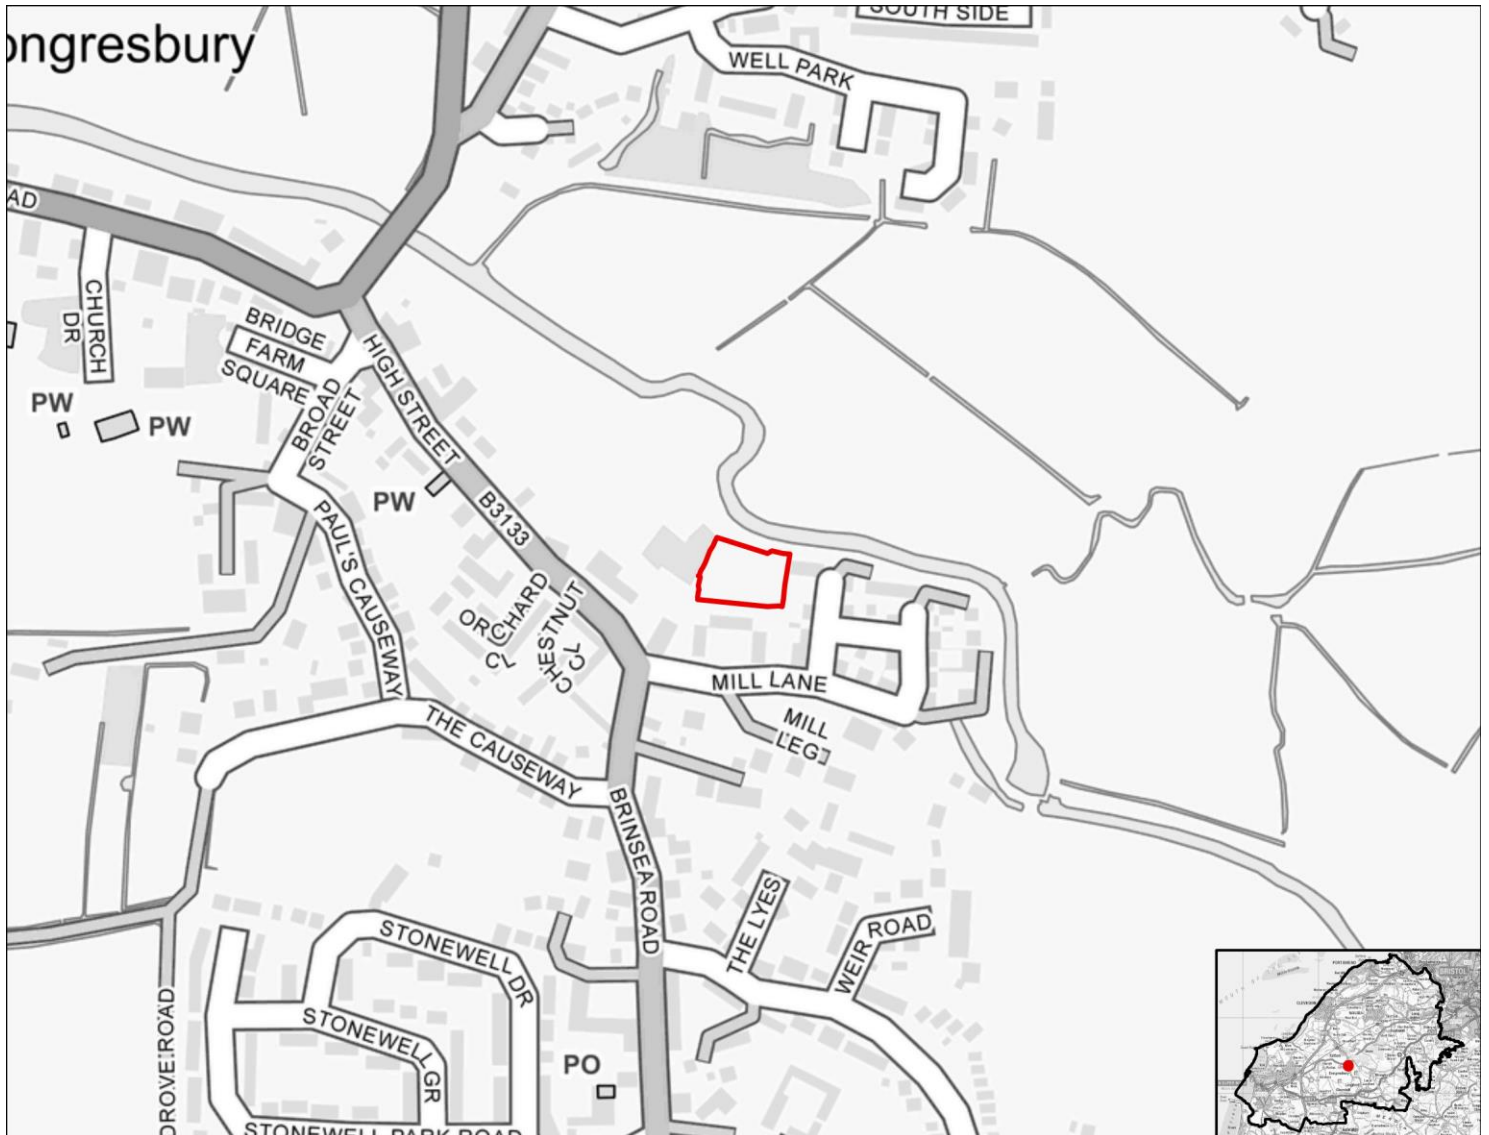 SOUTH SIDE
ongresbury
WELL PARK
AD
CHURCH
DR
BRIDGE
FARM
SQUARE
BROAD
STREET
HIGH STREET
PW
PW
PW
B3133
PAUL'S CAUSEWAY
ORCHARD
CL
CHESTNUT
CL
MILL LANE
MILL
LEG
THE CAUSEWAY
BRINSEA ROAD
THE LYES
WEIR ROAD
STONEWELL DR
STONEWELL GR
DROVE ROAD
PO
STONEWELL PARK ROAD
BRISTOL